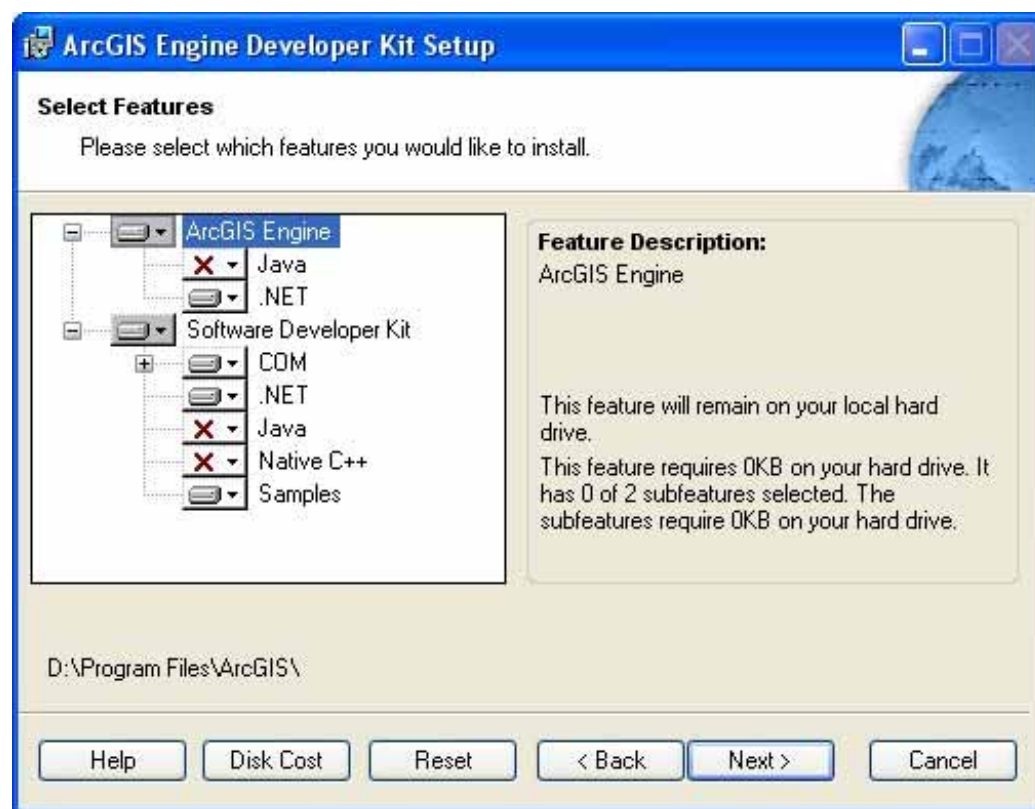 ArcGIS Engine Developer Kit Setup
Select Features
Please select which features you would like to install.
ArcGIS Engine
Java
.NET
Software Developer Kit
COM
.NET
Java
Native C++
Samples
Feature Description:
ArcGIS Engine
This feature will remain on your local hard
drive.
This feature requires 0KB on your hard drive. It
has 0 of 2 subfeatures selected. The
subfeatures require 0KB on your hard drive.
D:\Program Files\ArcGIS\
Help
Disk Cost
Reset
< Back
Next >
Cancel